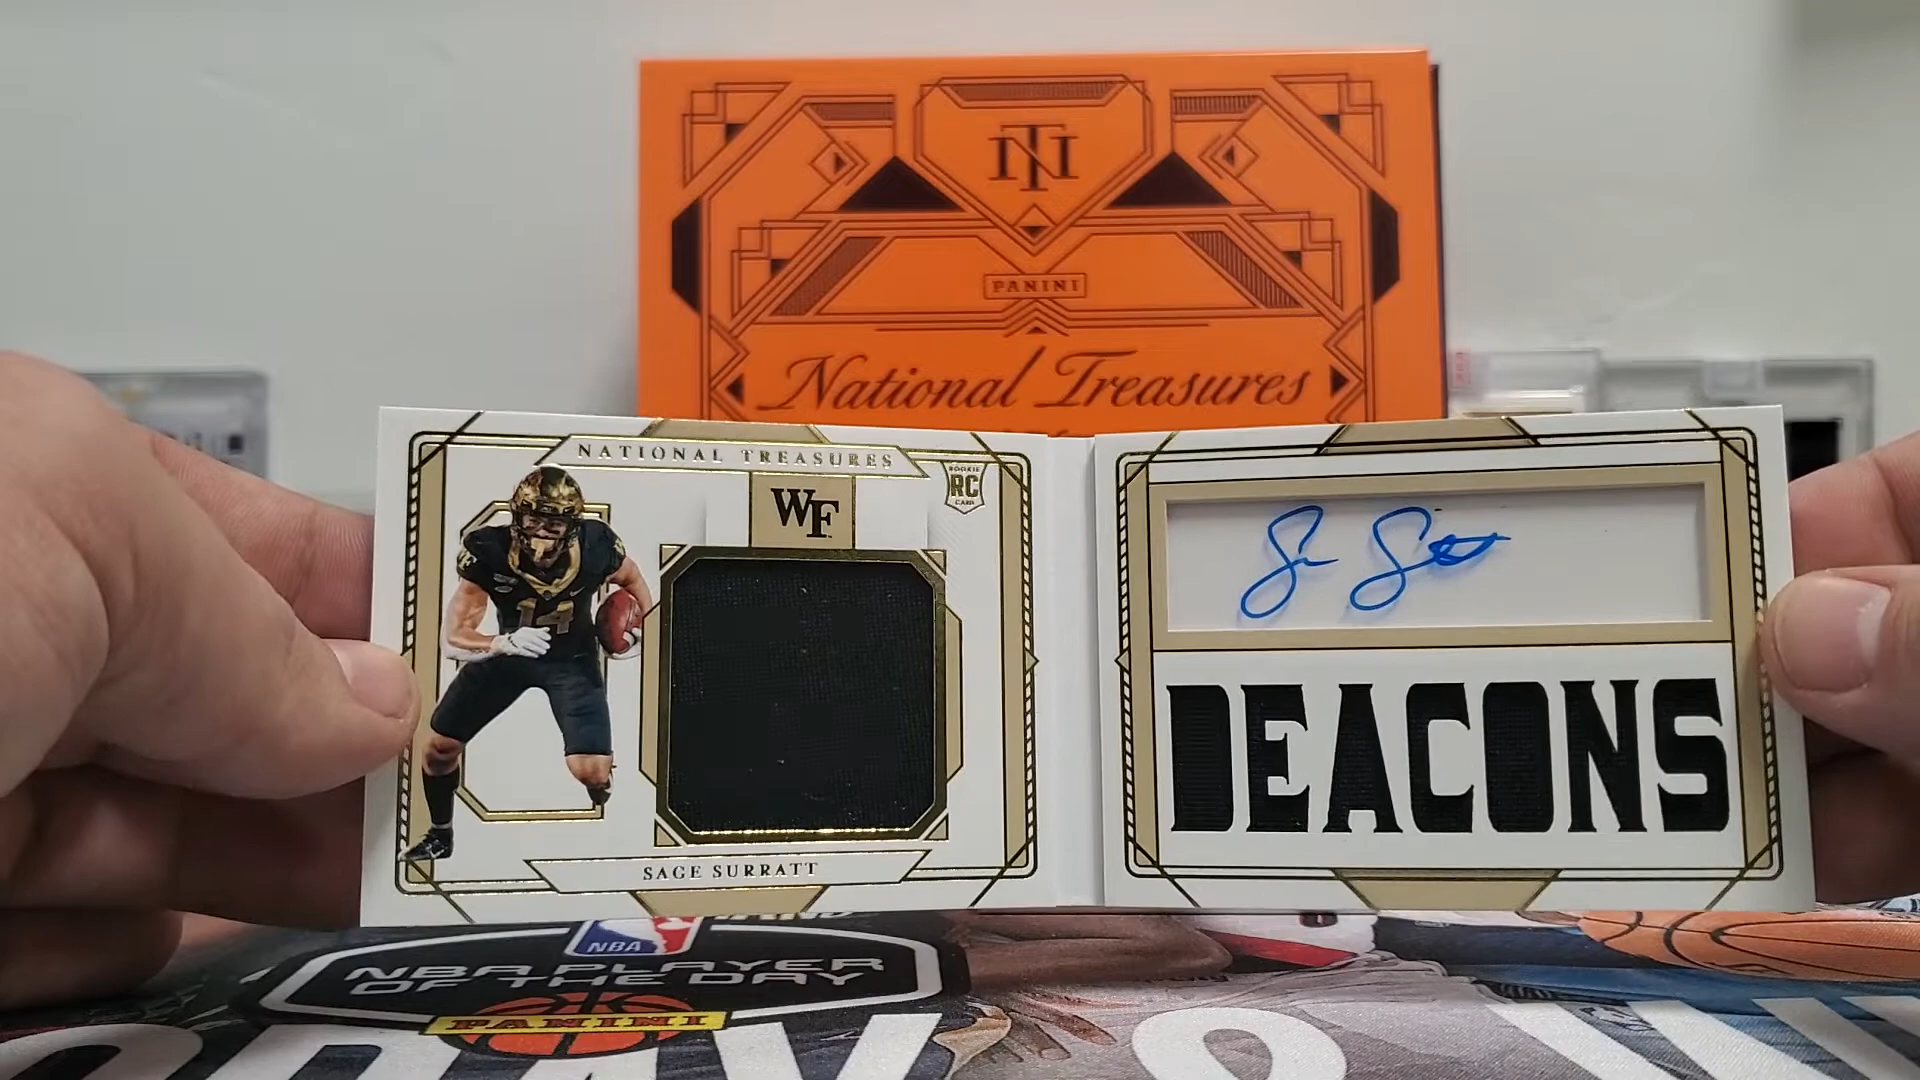 NT
PANINI
National Treasures
NATIONAL TREASURES
ROOKIE
RC
CARD
WF
14
SAGE SURRATT
DEACONS
NBA
NBA PLAYER
OF THE DAY
PANINI